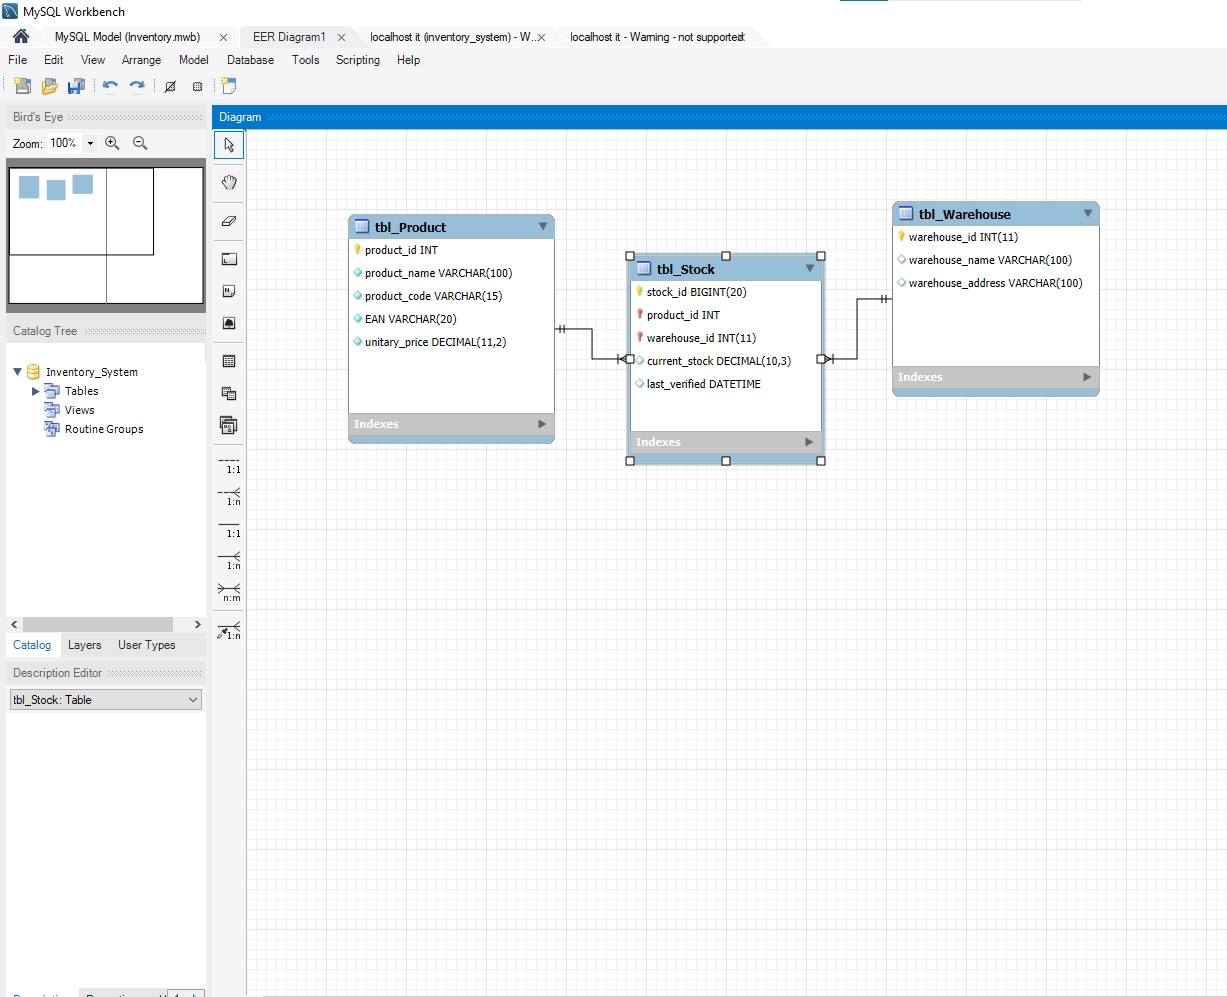 MySQL Workbench
MySQL Model (Inventory.mwb)
EER Diagram1
localhost it (inventory_system) - W...
localhost it - Warning - not supported
File Edit View Arrange Model Database Tools Scripting Help
Bird's Eye
Zoom: 100%
Catalog Tree
Inventory_System
Tables
Views
Routine Groups
Catalog Layers User Types
Description Editor
tbl_Stock: Table
Diagram
1:1
1:n
1:1
1:n
n:m
1:n
tbl_Product
product_id INT
product_name VARCHAR(100)
product_code VARCHAR(15)
EAN VARCHAR(20)
unitary_price DECIMAL(11,2)
Indexes
tbl_Stock
stock_id BIGINT(20)
product_id INT
warehouse_id INT(11)
current_stock DECIMAL(10,3)
last_verified DATETIME
Indexes
tbl_Warehouse
warehouse_id INT(11)
warehouse_name VARCHAR(100)
warehouse_address VARCHAR(100)
Indexes